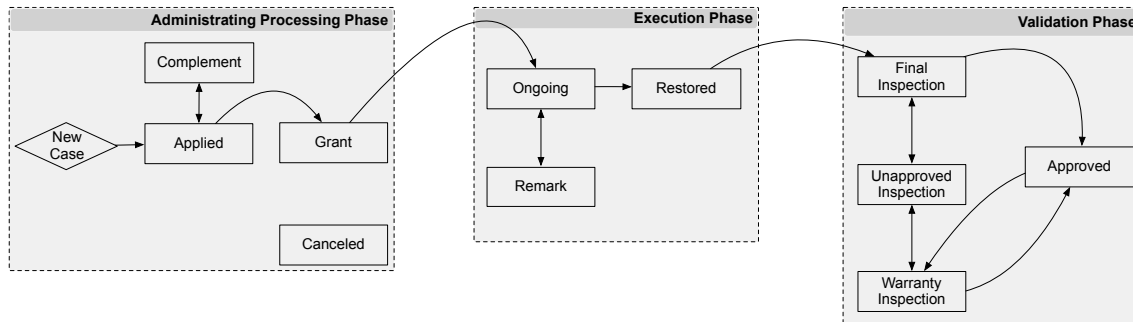 Administrating Processing Phase
Complement
New
Case
Applied
Grant
Canceled
Execution Phase
Ongoing
Restored
Remark
Validation Phase
Final
Inspection
Unapproved
Inspection
Approved
Warranty
Inspection